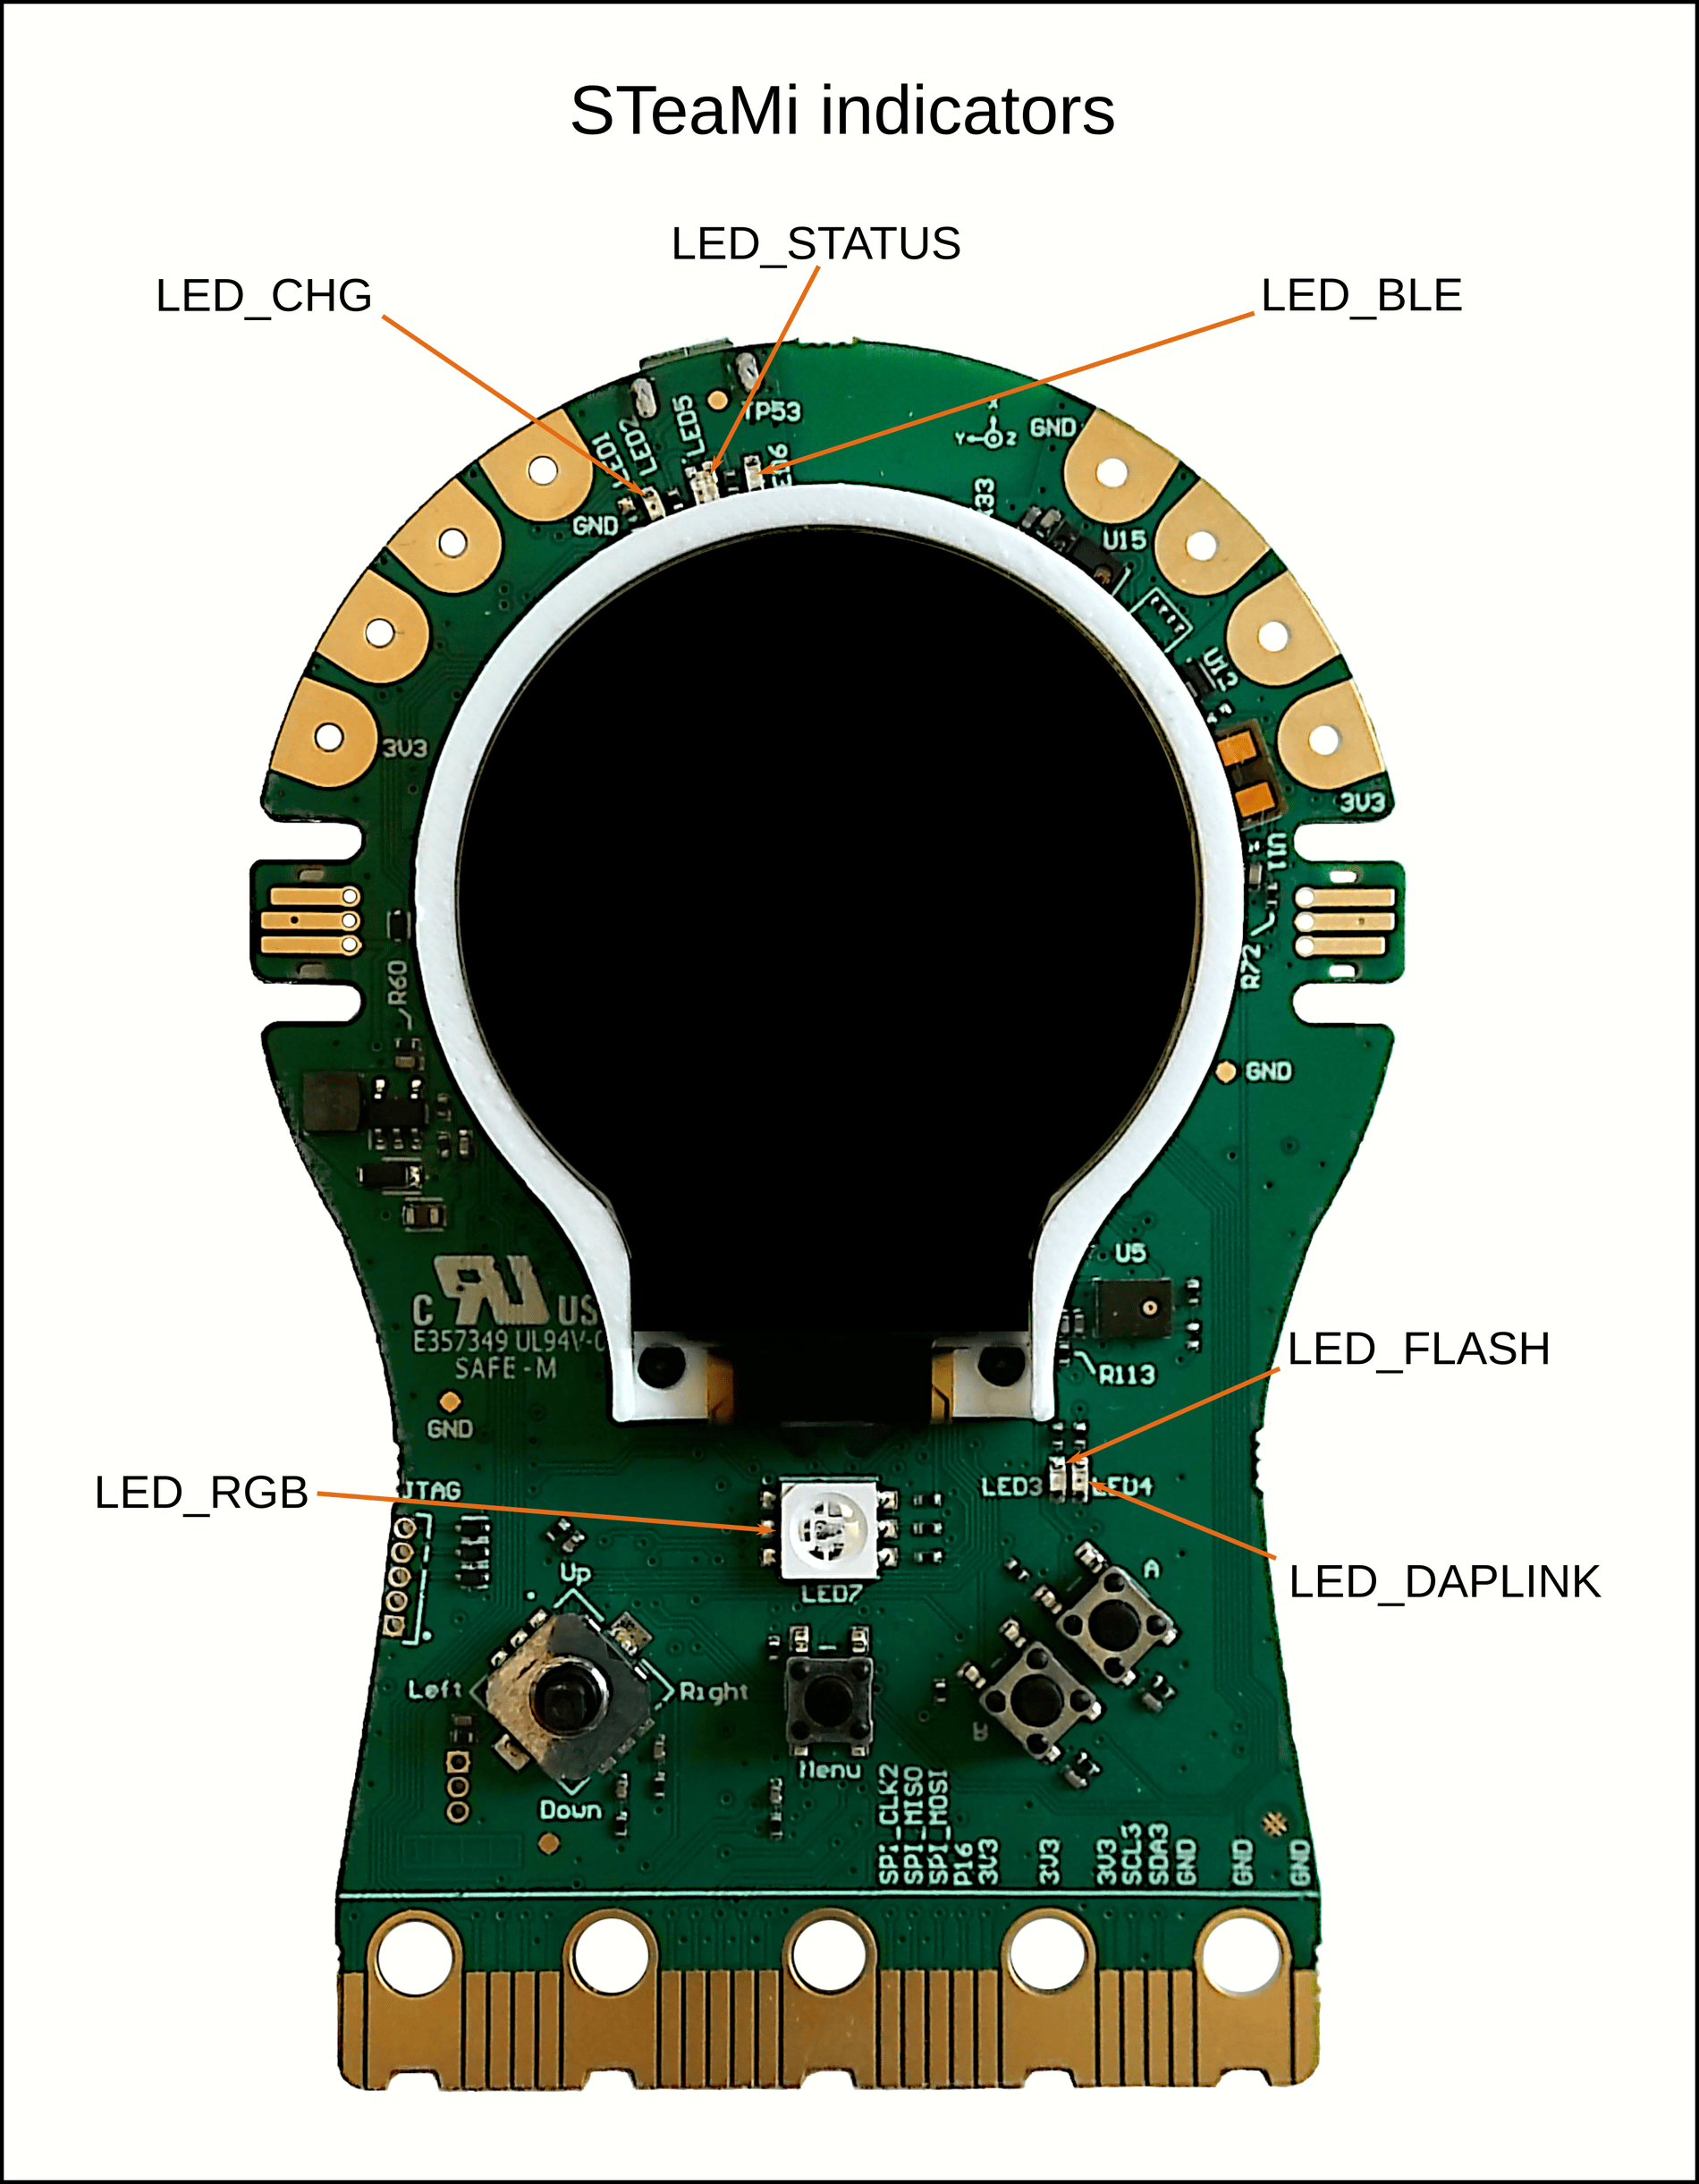 STeaMi indicators
LED_STATUS
LED_CHG
LED_BLE
TP53
LED5
LED2
LED1
GND
GND
X
Y
Z
U15
3V3
3V3
R60
R72
GND
U5
C US
E357349 UL94V-0
SAFE-M
R113
LED_FLASH
GND
LED3
LED4
JTAG
LED_RGB
LED_DAPLINK
Up
LED7
A
Left
Right
B
Menu
Down
SPI_CLK2
SPI_MISO
SPI_MOSI
P16
3V3
3V3
3V3
SCL3
SDA3
GND
GND
GND